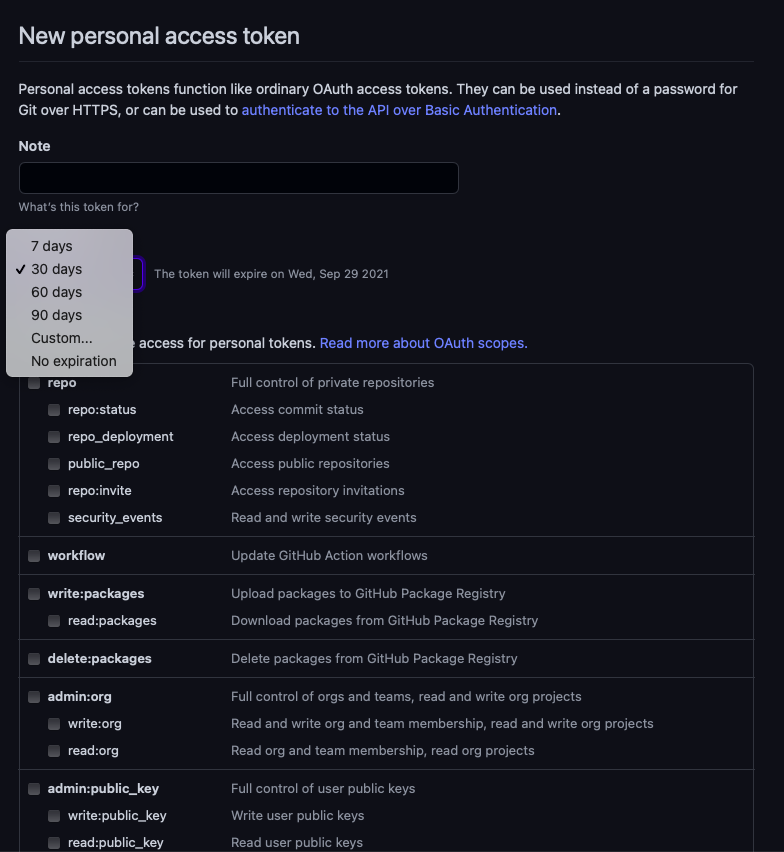 New personal access token
Personal access tokens function like ordinary OAuth access tokens. They can be used instead of a password for
Git over HTTPS, or can be used to authenticate to the API over Basic Authentication.
Note
What's this token for?
7 days
✓ 30 days
The token will expire on Wed, Sep 29 2021
60 days
90 days
Custom...
No expiration
access for personal tokens. Read more about OAuth scopes.
repo Full control of private repositories
repo:status Access commit status
repo_deployment Access deployment status
public_repo Access public repositories
repo:invite Access repository invitations
security_events Read and write security events
workflow Update GitHub Action workflows
write:packages Upload packages to GitHub Package Registry
read:packages Download packages from GitHub Package Registry
delete:packages Delete packages from GitHub Package Registry
admin:org Full control of orgs and teams, read and write org projects
write:org Read and write org and team membership, read and write org projects
read:org Read org and team membership, read org projects
admin:public_key Full control of user public keys
write:public_key Write user public keys
read:public_key Read user public keys